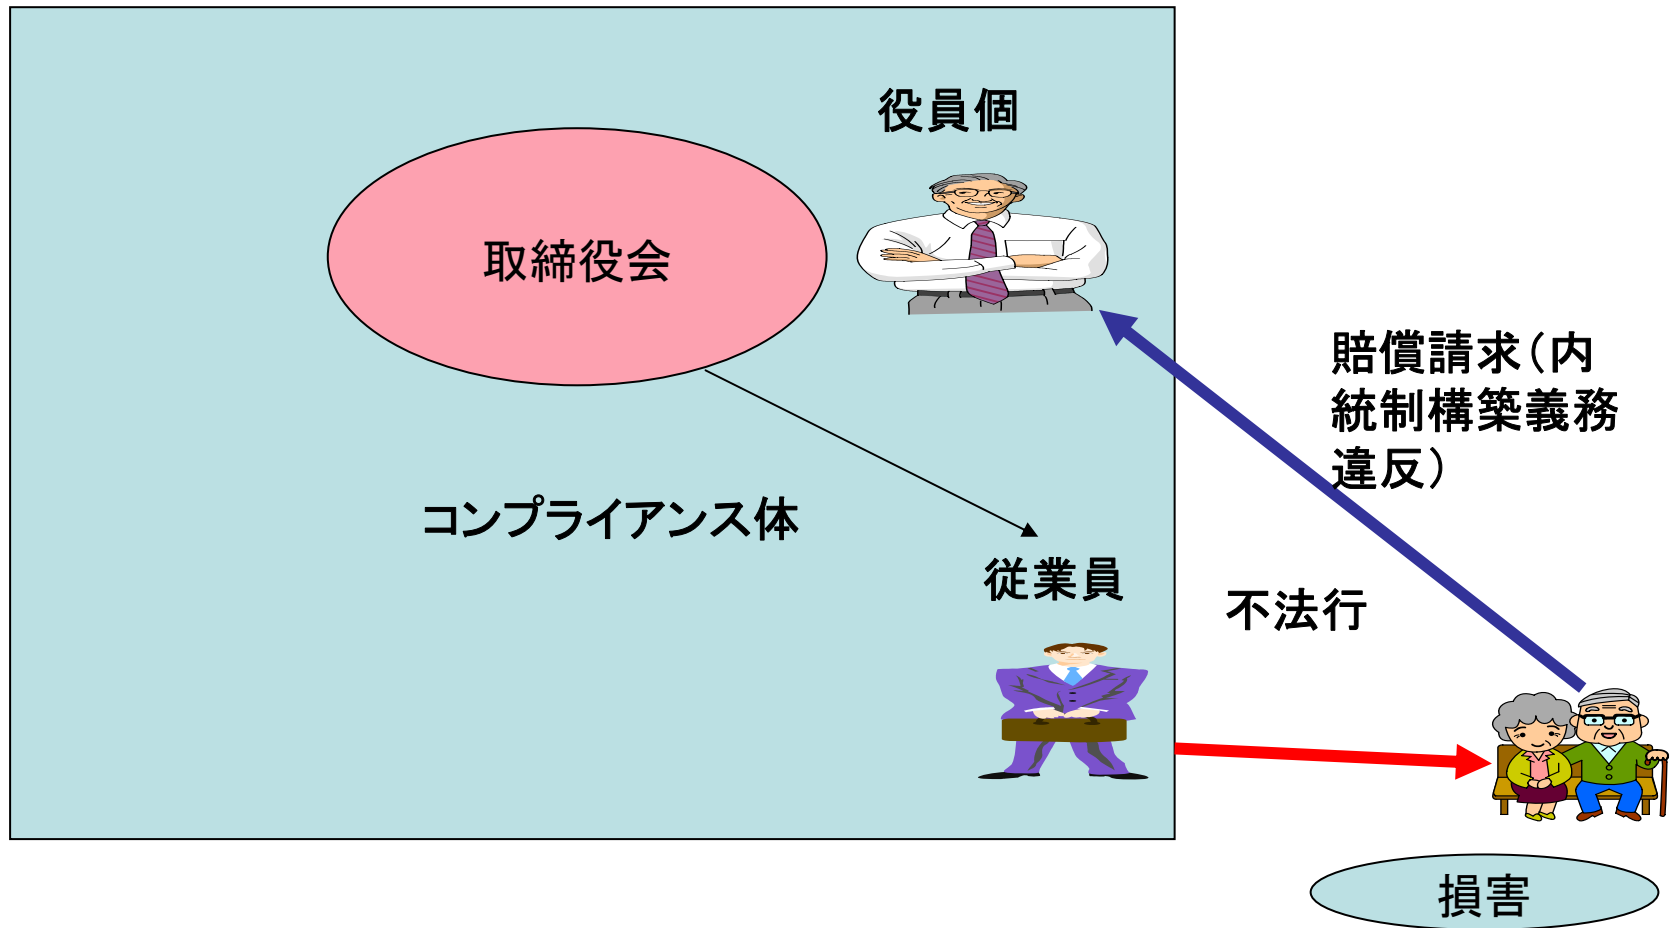 役員個
取締役会
賠償請求（内
統制構築義務
違反）
コンプライアンス体
従業員
不法行
損害